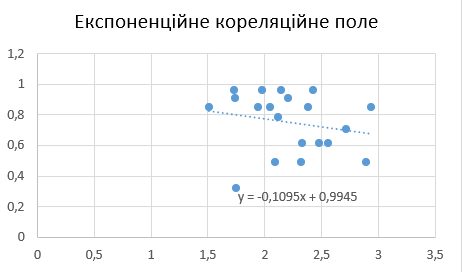 Експоненційне кореляційне поле
1,2
1
0,8
0,6
0,4
0,2
0
y = -0,1095x + 0,9945
0 0,5 1 1,5 2 2,5 3 3,5